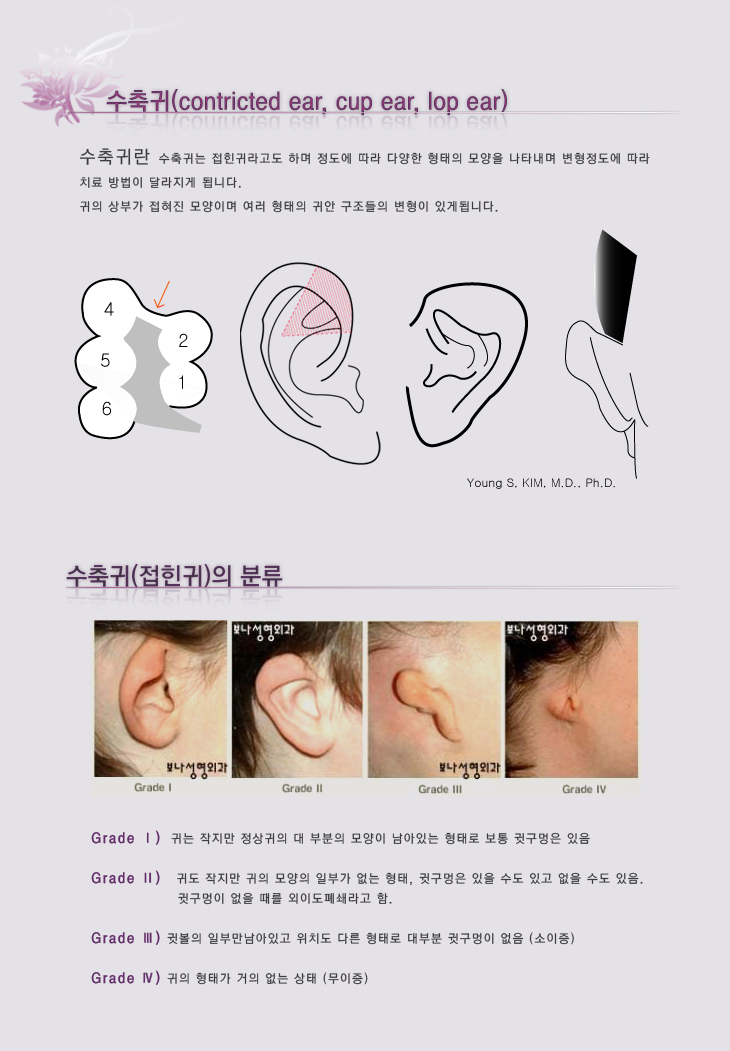 수축귀(contricted ear, cup ear, lop ear)
수축귀란 수축귀는 접힌귀라고도 하며 정도에 따라 다양한 형태의 모양을 나타내며 변형정도에 따라
치료 방법이 달라지게 됩니다.
귀의 상부가 접혀진 모양이며 여러 형태의 귀안 구조들의 변형이 있게됩니다.
4
2
5
1
6
Young S. KIM, M.D., Ph.D.
수축귀(접힌귀)의 분류
보나성형외과
보나성형외과
보나성형외과
보나성형외과
Grade I
Grade II
Grade III
Grade IV
Grade Ⅰ) 귀는 작지만 정상귀의 대 부분의 모양이 남아있는 형태로 보통 귓구멍은 있음
Grade II) 귀도 작지만 귀의 모양의 일부가 없는 형태, 귓구멍은 있을 수도 있고 없을 수도 있음.
귓구멍이 없을 때를 외이도폐쇄라고 함.
Grade Ⅲ) 귓볼의 일부만남아있고 위치도 다른 형태로 대부분 귓구멍이 없음 (소이증)
Grade Ⅳ) 귀의 형태가 거의 없는 상태 (무이증)